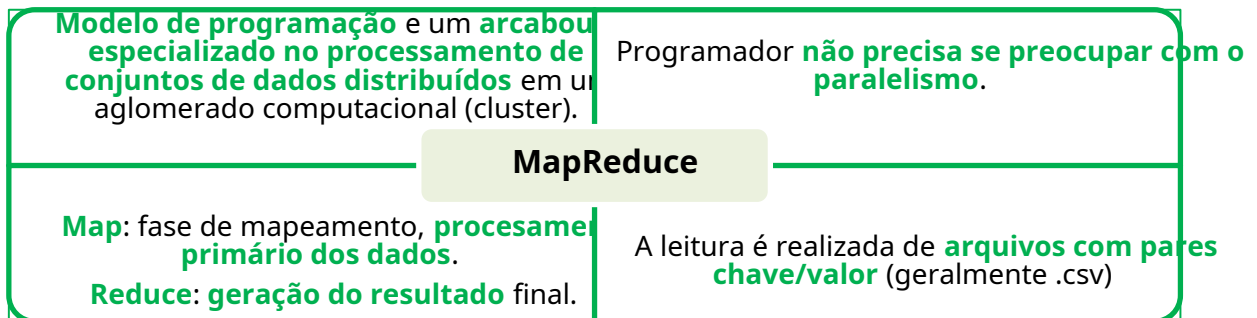 Modelo de programação e um arcabou
especializado no processamento de
conjuntos de dados distribuídos em u
aglomerado computacional (cluster).
Programador não precisa se preocupar com o
paralelismo.
MapReduce
Map: fase de mapeamento, procesamer
primário dos dados.
Reduce: geração do resultado final.
A leitura é realizada de arquivos com pares
chave/valor (geralmente .csv)